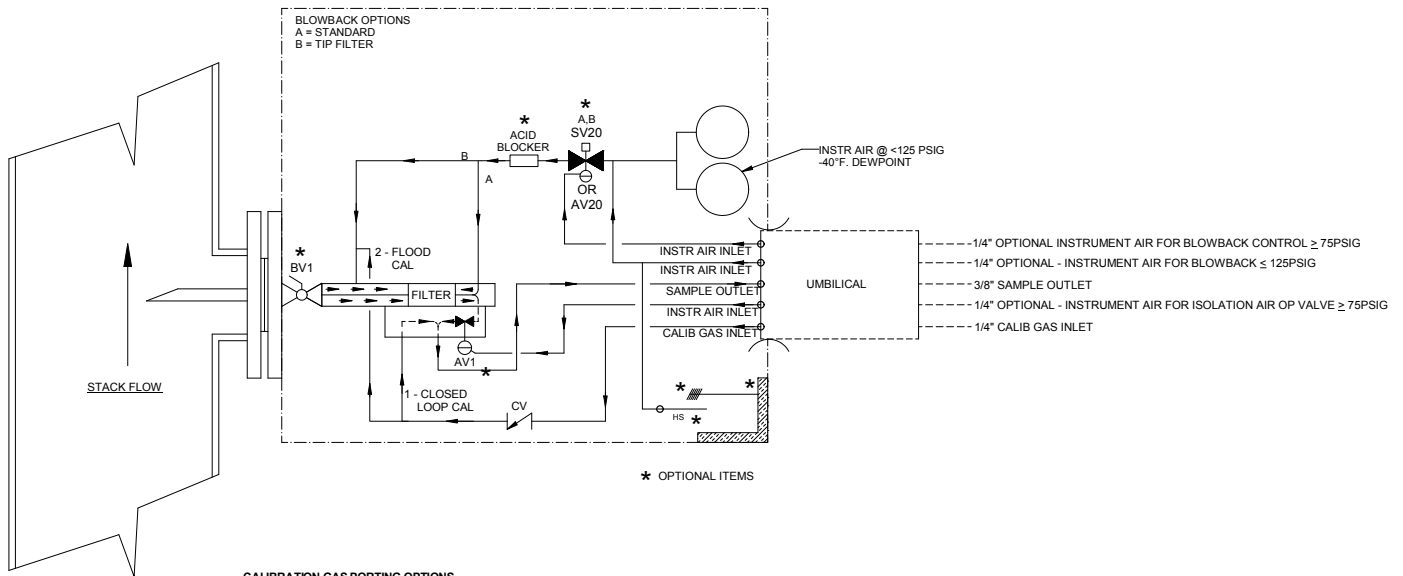 BLOWBACK OPTIONS
A = STANDARD
B = TIP FILTER
*
A,B
SV20
*
ACID
BLOCKER
B
A
OR
AV20
INSTR AIR @ <125 PSIG
-40°F. DEWPOINT
2 - FLOOD
CAL
*
BV1
FILTER
INSTR AIR INLET
INSTR AIR INLET
SAMPLE OUTLET
INSTR AIR INLET
CALIB GAS INLET
UMBILICAL
1/4" OPTIONAL INSTRUMENT AIR FOR BLOWBACK CONTROL ≥ 75PSIG
1/4" OPTIONAL - INSTRUMENT AIR FOR BLOWBACK ≤ 125PSIG
3/8" SAMPLE OUTLET
1/4" OPTIONAL - INSTRUMENT AIR FOR ISOLATION AIR OP VALVE ≥ 75PSIG
1/4" CALIB GAS INLET
AV1
*
STACK FLOW
1 - CLOSED
LOOP CAL
CV
*
*
HS
*
* OPTIONAL ITEMS
CALIBRATION GAS PORTING OPTIONS